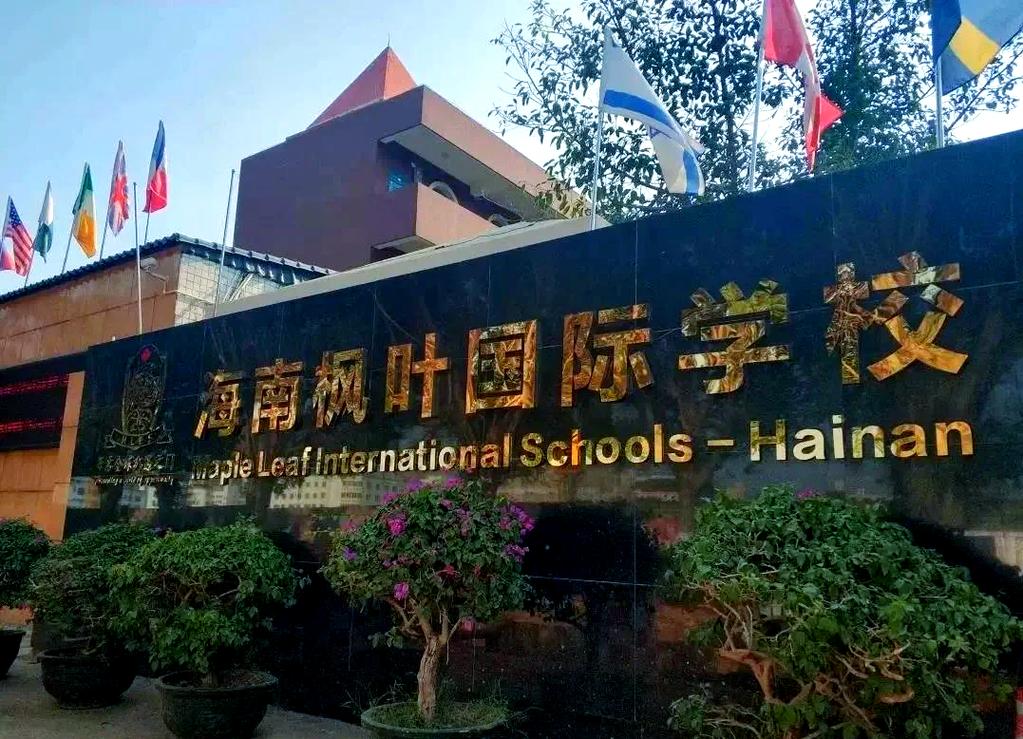 海南枫叶国际学校
Maple Leaf International Schools – Hainan